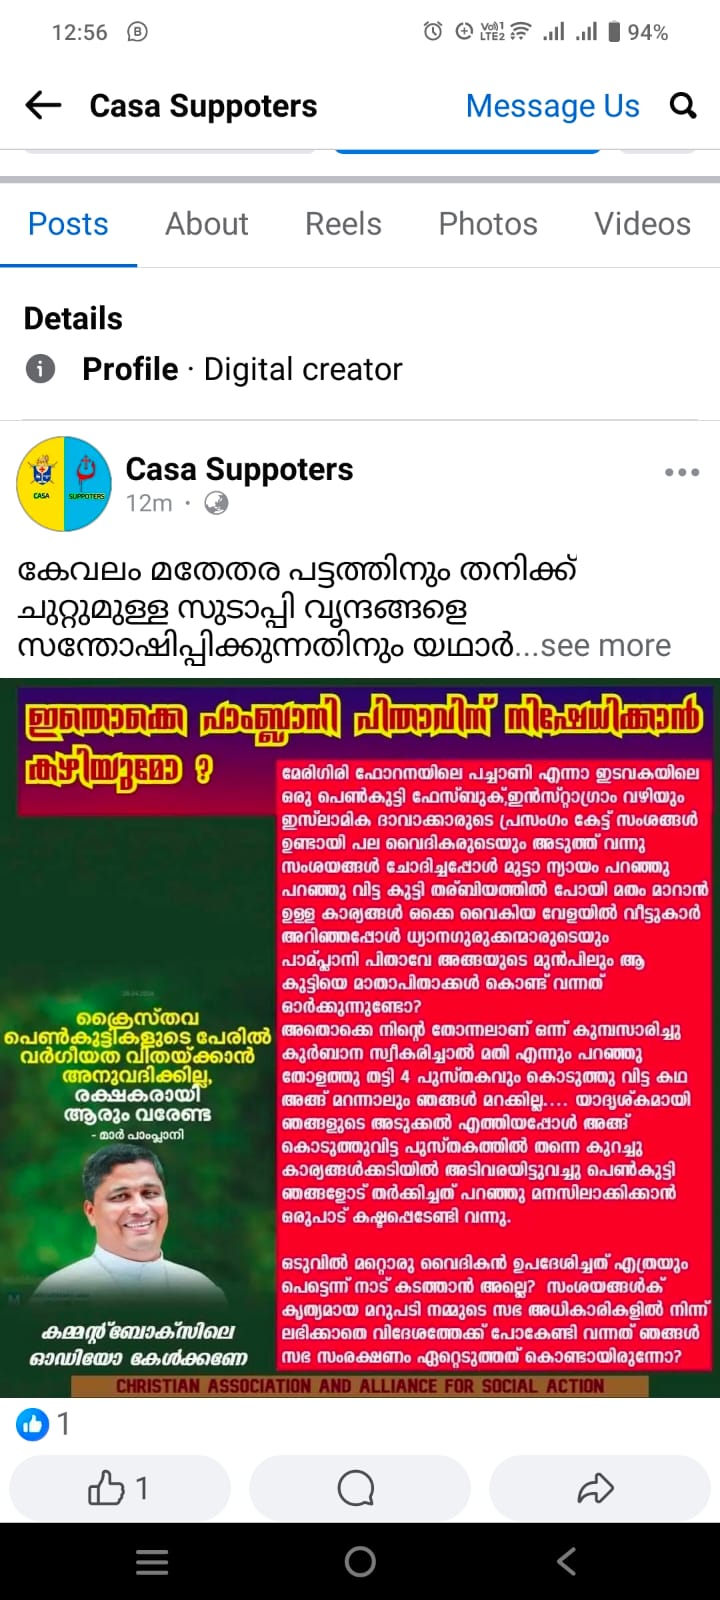 12:56
Vo)) 1
LTE2
94%
Casa Suppoters
Message Us
Posts About Reels Photos Videos
Details
Profile · Digital creator
CASA
SUPPOTERS
Casa Suppoters
12m ·
കേവലം മതേതര പട്ടത്തിനും തനിക്ക്
ചുറ്റുമുള്ള സുടാപ്പി വൃന്ദങ്ങളെ
സന്തോഷിപ്പിക്കുന്നതിനും യഥാർ...see more
ഇതൊക്കെ പാംബ്ലാനി പിതാവിന് നിഷേധിക്കാൻ
കഴിയുമോ ?
മേരിഗിരി ഫോറനയിലെ പച്ചാണി എന്നാ ഇടവകയിലെ
ഒരു പെൺകുട്ടി ഫേസ്ബുക്,ഇൻസ്റ്റാഗ്രാം വഴിയും
ഇസ്ലാമിക ദാവാക്കാരുടെ പ്രസംഗം കേട്ട് സംശങ്ങൾ
ഉണ്ടായി പല വൈദികരുടെയും അടുത്ത് വന്നു
സംശയങ്ങൾ ചോദിച്ചപ്പോൾ മുട്ടാ ന്യായം പറഞ്ഞു
പറഞ്ഞു വിട്ട കുട്ടി തര്ബിയത്തിൽ പോയി മതം മാറാൻ
ഉള്ള കാര്യങ്ങൾ ഒക്കെ വൈകിയ വേളയിൽ വീട്ടുകാർ
അറിഞ്ഞപ്പോൾ ധ്യാനഗുരുക്കന്മാരുടെയും
പാമ്പ്ലാനി പിതാവേ അങ്ങയുടെ മുൻപിലും ആ
കുട്ടിയെ മാതാപിതാക്കൾ കൊണ്ട് വന്നത്
ഓർക്കുന്നുണ്ടോ?
അതൊക്കെ നിന്റെ തോന്നലാണ് ഒന്ന് കുമ്പസാരിച്ചു
കുർബാന സ്വീകരിച്ചാൽ മതി എന്നും പറഞ്ഞു
തോളത്തു തട്ടി 4 പുസ്തകവും കൊടുത്തു വിട്ട കഥ
അങ്ങ് മറന്നാലും ഞങ്ങൾ മറക്കില്ല.... യാദൃശ്കമായി
ഞങ്ങളുടെ അടുക്കൽ എത്തിയപ്പോൾ അങ്ങ്
കൊടുത്തുവിട്ട പുസ്തകത്തിൽ തന്നെ കുറച്ചു
കാര്യങ്ങൾക്കടിയിൽ അടിവരയിട്ടുവച്ചു പെൺകുട്ടി
ഞങ്ങളോട് തർക്കിച്ചത് പറഞ്ഞു മനസിലാക്കിക്കാൻ
ഒരുപാട് കഷ്ടപ്പെടേണ്ടി വന്നു.
ഒടുവിൽ മറ്റൊരു വൈദികൻ ഉപദേശിച്ചത് എത്രയും
പെട്ടെന്ന് നാട് കടത്താൻ അല്ലെ? സംശയങ്ങൾക്
കൃത്യമായ മറുപടി നമ്മുടെ സഭ അധികാരികളിൽ നിന്ന്
ലഭിക്കാതെ വിദേശത്തേക്ക് പോകേണ്ടി വന്നത് ഞങ്ങൾ
സഭ സംരക്ഷണം ഏറ്റെടുത്തത് കൊണ്ടായിരുന്നോ?
ക്രൈസ്തവ
പെൺകുട്ടികളുടെ പേരിൽ
വർഗീയത വിതയ്ക്കാൻ
അനുവദിക്കില്ല,
രക്ഷകരായി
ആരും വരേണ്ട
- മാർ പാംപ്ലാനി
കമ്മന്റ് ബോക്സിലെ
ഓഡിയോ കേൾക്കണേ
CHRISTIAN ASSOCIATION AND ALLIANCE FOR SOCIAL ACTION
1
1